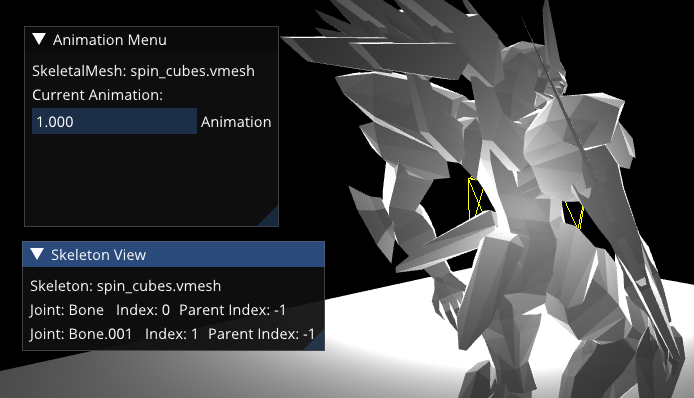 Animation Menu
SkeletalMesh: spin_cubes.vmesh
Current Animation:
1.000 Animation
Skeleton View
Skeleton: spin_cubes.vmesh
Joint: Bone Index: 0 Parent Index: -1
Joint: Bone.001 Index: 1 Parent Index: -1